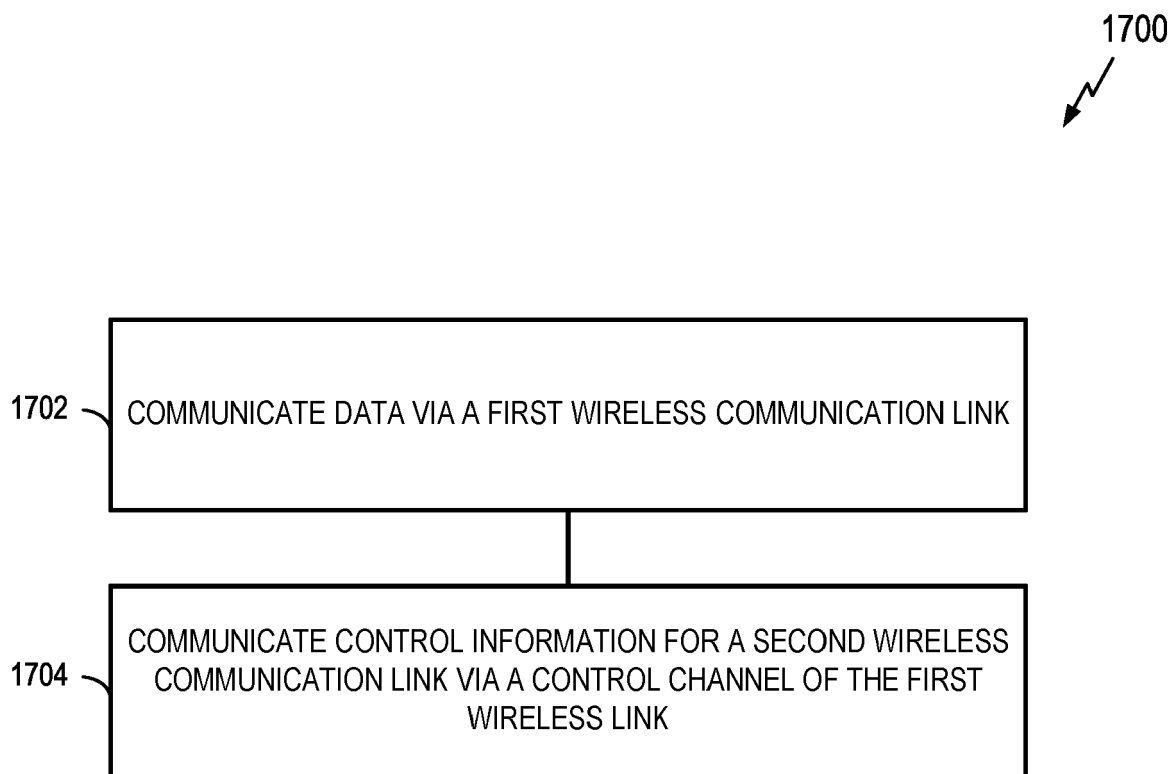 1700
1702
COMMUNICATE DATA VIA A FIRST WIRELESS COMMUNICATION LINK
1704
COMMUNICATE CONTROL INFORMATION FOR A SECOND WIRELESS
COMMUNICATION LINK VIA A CONTROL CHANNEL OF THE FIRST
WIRELESS LINK